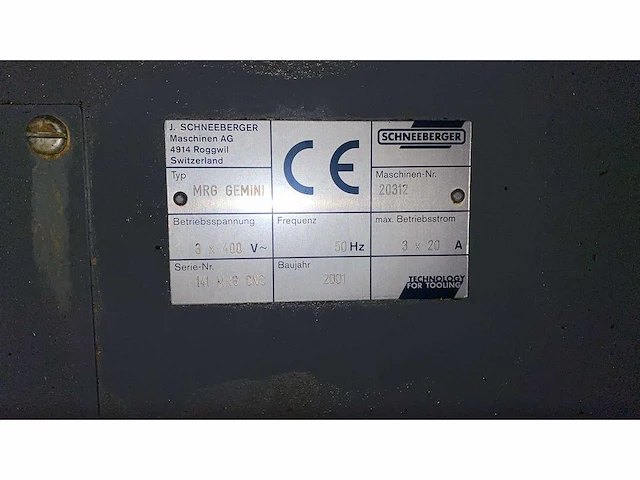 J. SCHNEEBERGER
Maschinen AG
4914 Roggwil
Switzerland
CE
SCHNEEBERGER
Typ
MRG GEMINI
Maschinen-Nr.
20312
Betriebsspannung
3 x 400 V~
Frequenz
50 Hz
max. Betriebsstrom
3 x 20 A
Serie-Nr.
Baujahr
2001
TECHNOLOGY
FOR TOOLING